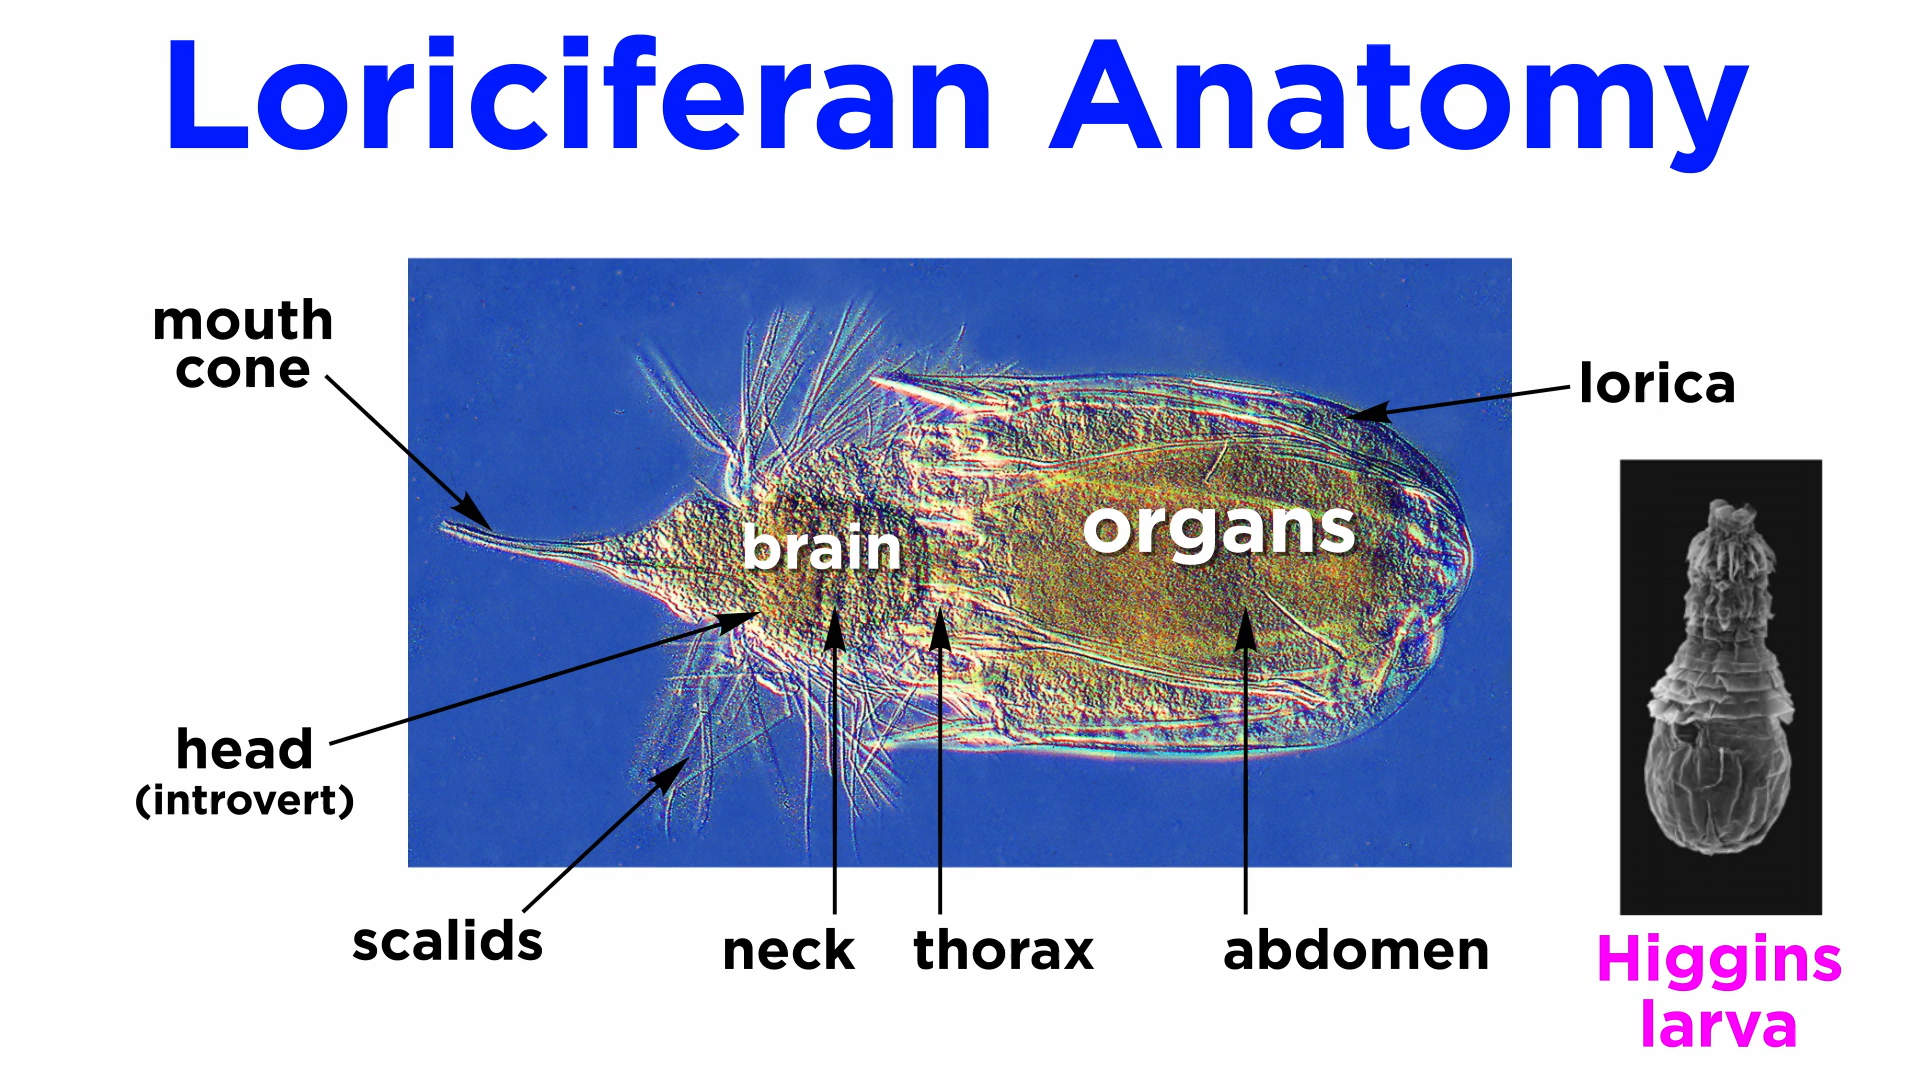 Loriciferan Anatomy
mouth
cone
lorica
brain
organs
head
(introvert)
scalids
neck
thorax
abdomen
Higgins
larva